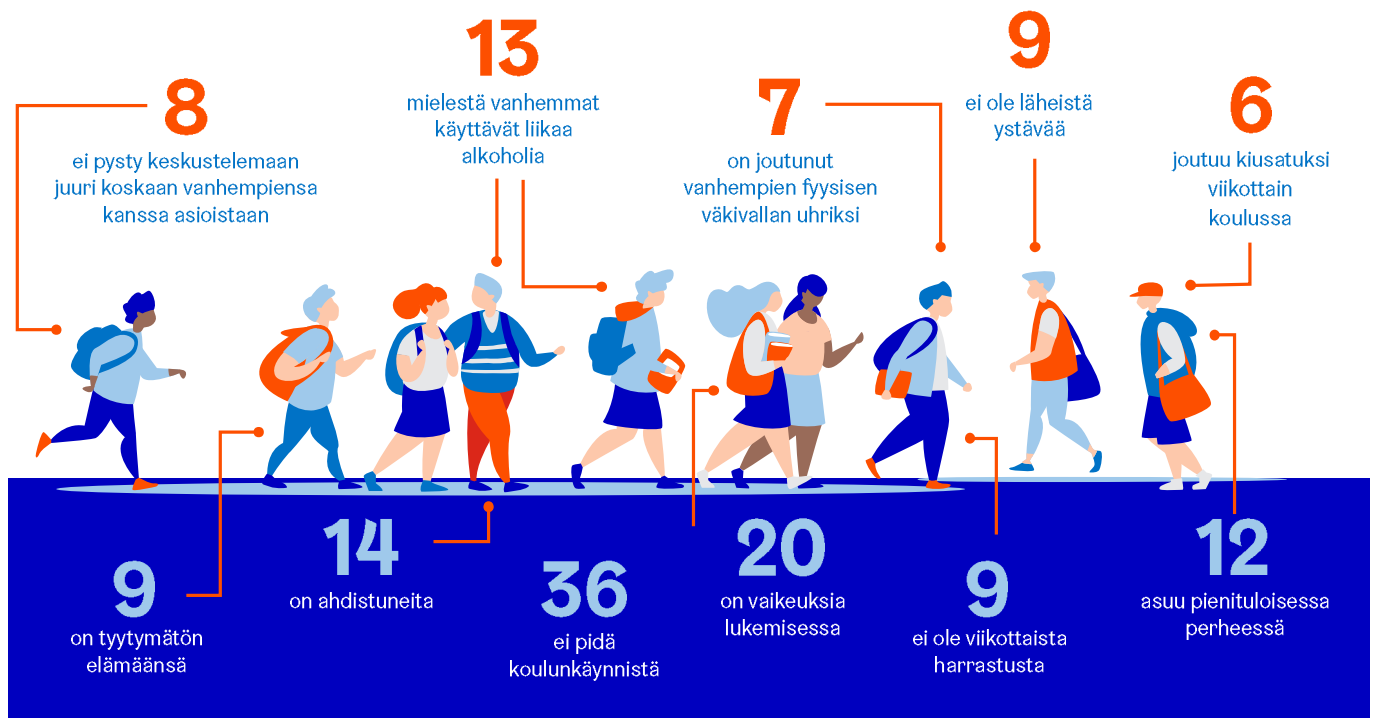 8
ei pysty keskustelemaan
juuri koskaan vanhempiensa
kanssa asioistaan
13
mielestä vanhemmat
käyttävät liikaa
alkoholia
7
on joutunut
vanhempien fyysisen
väkivallan uhriksi
9
ei ole läheistä
ystävää
6
joutuu kiusatuksi
viikottain
koulussa
9
on tyytymätön
elämäänsä
14
on ahdistuneita
36
ei pidä
koulunkäynnistä
20
on vaikeuksia
lukemisessa
9
ei ole viikottaista
harrastusta
12
asuu pienituloisessa
perheessä